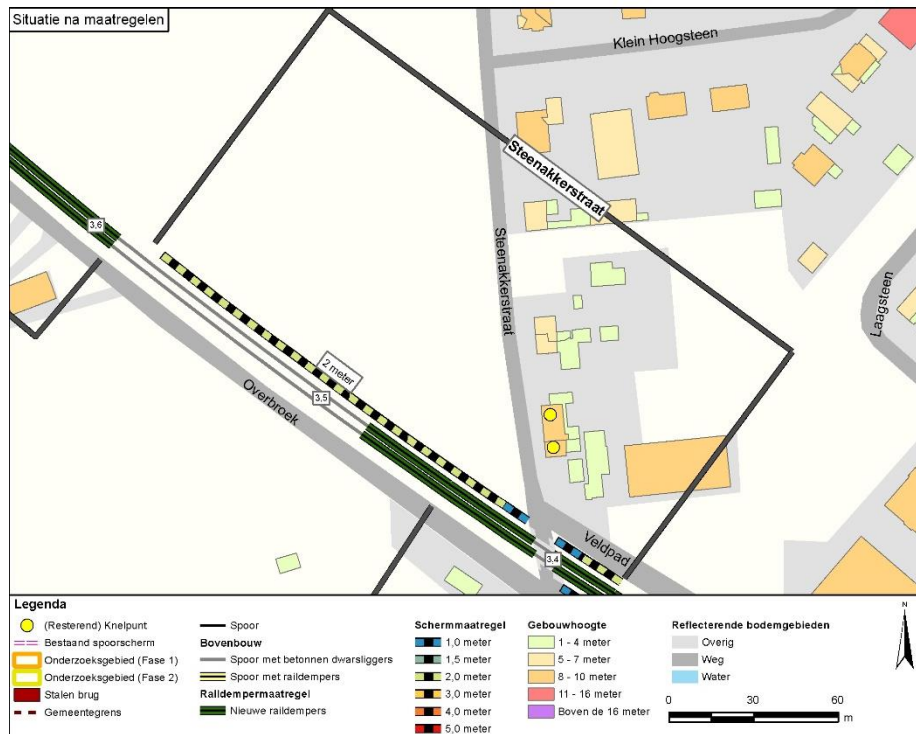 Situatie na maatregelen
Klein Hoogsteen
Steenakkerstraat
Steenakkerstraat
Laagsteen
3,6
2 meter
3,5
Overbroek
Veldpad
3,4
Legenda
(Resterend) Knelpunt
Bestaand spoorscherm
Onderzoeksgebied (Fase 1)
Onderzoeksgebied (Fase 2)
Stalen brug
Gemeentegrens
Spoor
Bovenbouw
Spoor met betonnen dwarsliggers
Spoor met raildempers
Raildempermaatregel
Nieuwe raildempers
Schermmaatregel
1,0 meter
1,5 meter
2,0 meter
3,0 meter
4,0 meter
5,0 meter
Gebouwhoogte
1 - 4 meter
5 - 7 meter
8 - 10 meter
11 - 16 meter
Boven de 16 meter
Reflecterende bodemgebieden
Overig
Weg
Water
N
0 30 60
m